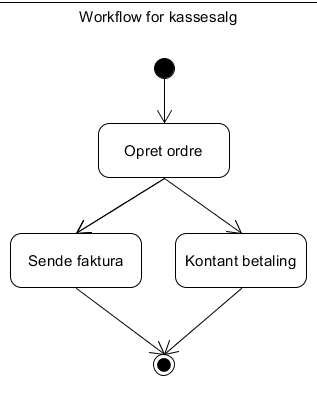 Workflow for kassesalg
Opret ordre
Sende faktura
Kontant betaling